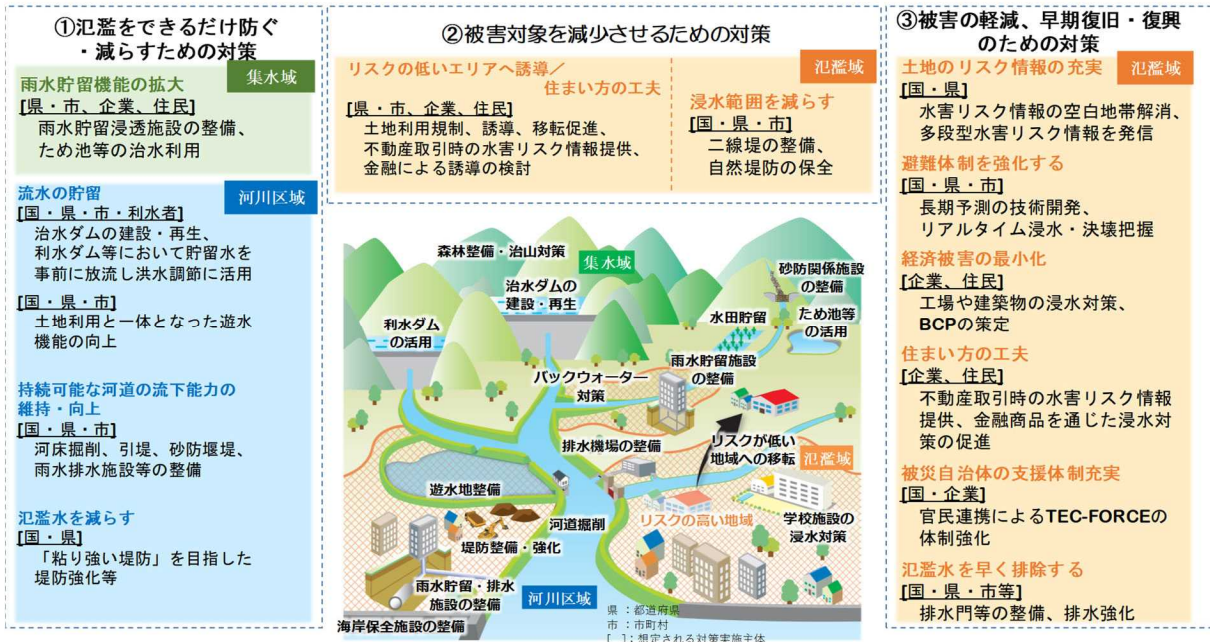 ①氾濫をできるだけ防ぐ
・減らすための対策
集水域
雨水貯留機能の拡大
[県・市、企業、住民]
雨水貯留浸透施設の整備、
ため池等の治水利用
河川区域
流水の貯留
[国・県・市・利水者]
治水ダムの建設・再生、
利水ダム等において貯留水を
事前に放流し洪水調節に活用
[国・県・市]
土地利用と一体となった遊水
機能の向上
持続可能な河道の流下能力の
維持・向上
[国・県・市]
河床掘削、引堤、砂防堰堤、
雨水排水施設等の整備
氾濫水を減らす
[国・県]
「粘り強い堤防」を目指した
堤防強化等
②被害対象を減少させるための対策
氾濫域
リスクの低いエリアへ誘導／
住まい方の工夫
[県・市、企業、住民]
土地利用規制、誘導、移転促進、
不動産取引時の水害リスク情報提供、
金融による誘導の検討
浸水範囲を減らす
[国・県・市]
二線堤の整備、
自然堤防の保全
森林整備・治山対策
集水域
砂防関係施設
の整備
治水ダムの
建設・再生
水田貯留
ため池等
の活用
利水ダム
の活用
雨水貯留施設
の整備
バックウォーター
対策
排水機場の整備
リスクが低い
地域への移転
氾濫域
遊水地整備
河道掘削
リスクの高い地域
学校施設の
浸水対策
堤防整備・強化
雨水貯留・排水
施設の整備
河川区域
海岸保全施設の整備
県：都道府県
市：市町村
[ ]：想定される対策実施主体
③被害の軽減、早期復旧・復興
のための対策
氾濫域
土地のリスク情報の充実
[国・県]
水害リスク情報の空白地帯解消、
多段型水害リスク情報を発信
避難体制を強化する
[国・県・市]
長期予測の技術開発、
リアルタイム浸水・決壊把握
経済被害の最小化
[企業、住民]
工場や建築物の浸水対策、
BCPの策定
住まい方の工夫
[企業、住民]
不動産取引時の水害リスク情報
提供、金融商品を通じた浸水対
策の促進
被災自治体の支援体制充実
[国・企業]
官民連携によるTEC-FORCEの
体制強化
氾濫水を早く排除する
[国・県・市等]
排水門等の整備、排水強化